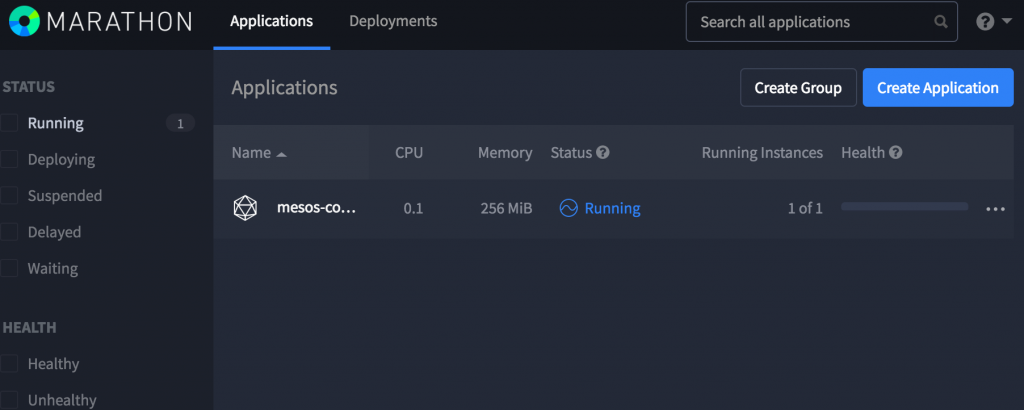 MARATHON
Applications
Deployments
Search all applications
STATUS
Running
1
Deploying
Suspended
Delayed
Waiting
HEALTH
Healthy
Unhealthy
Applications
Create Group
Create Application
Name
CPU
Memory
Status
Running Instances
Health
mesos-co...
0.1
256 MiB
Running
1 of 1